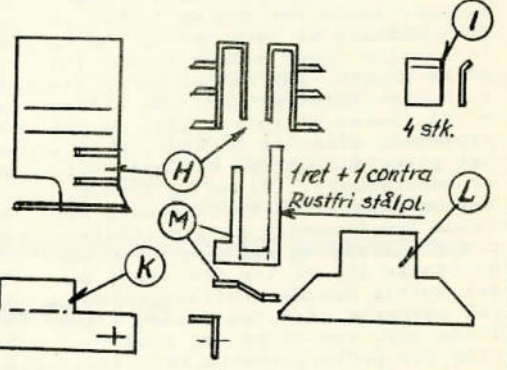 I
4 stk.
H
1 ret + 1 contra
Rustfri stålpl.
L
M
K